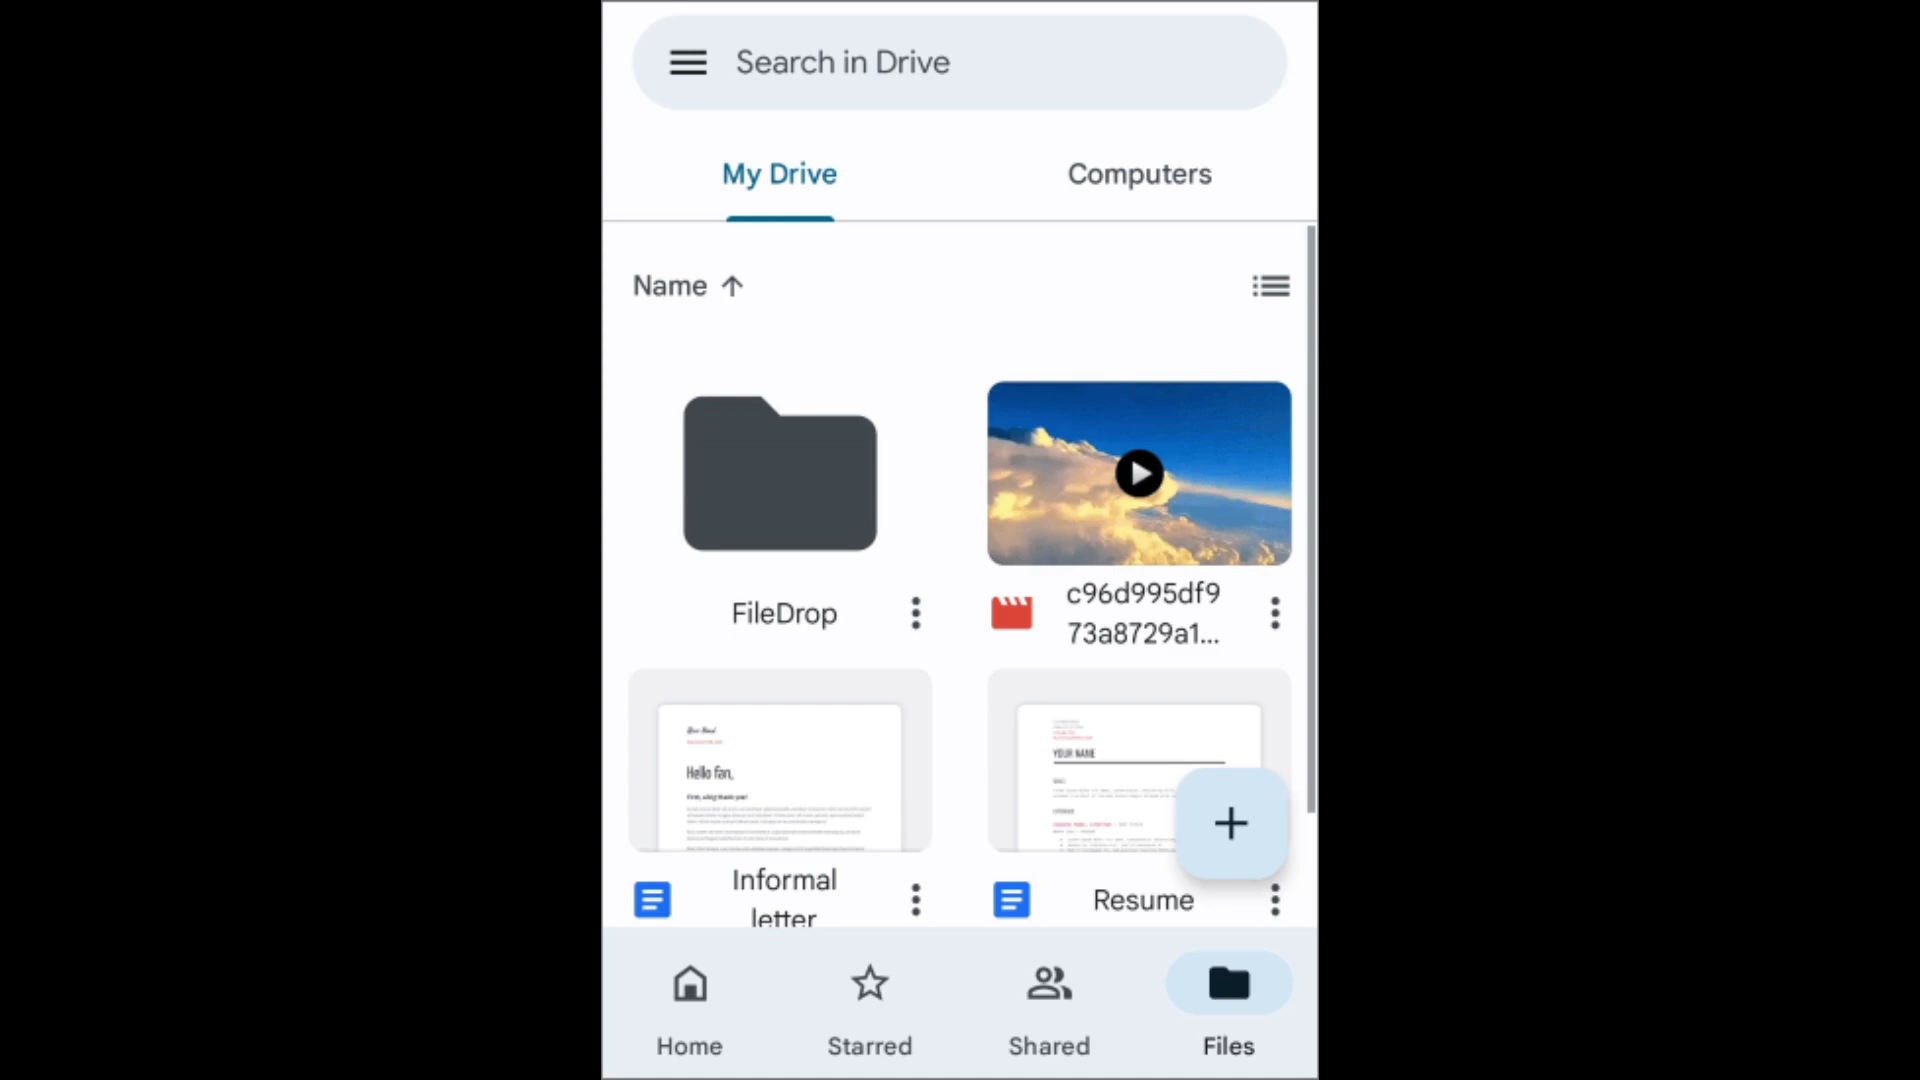 Search in Drive
My Drive
Computers
Name
FileDrop
c96d995df9
73a8729a1...
Hello fan,
YOUR NAME
Informal
letter
Resume
Home
Starred
Shared
Files